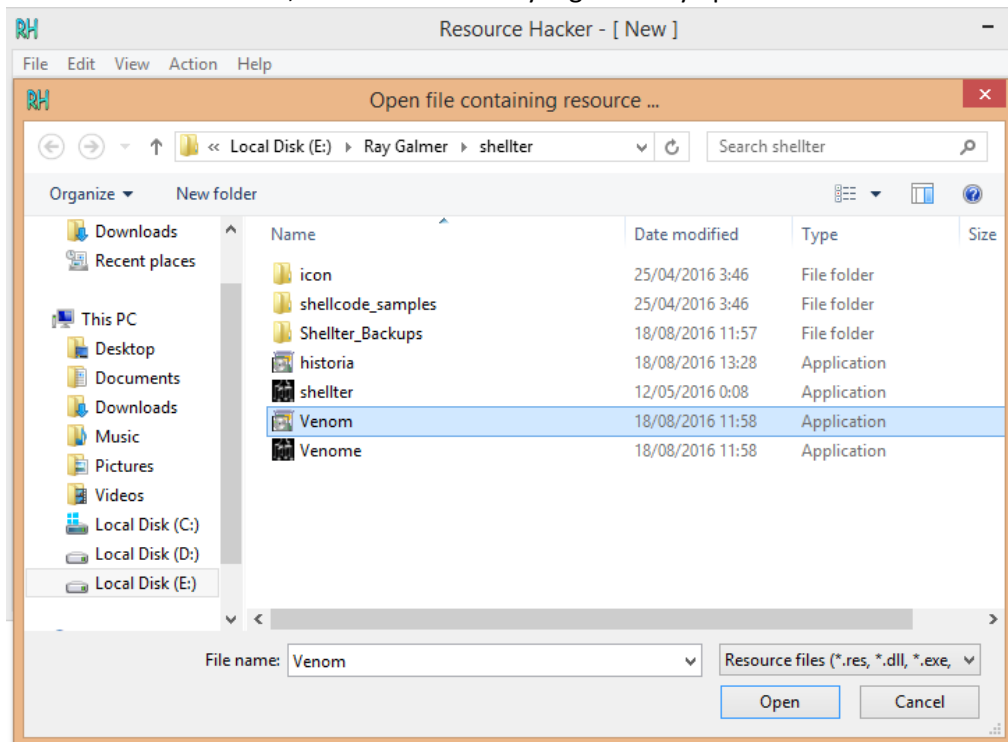 RH Resource Hacker - [ New ]
File Edit View Action Help
RH Open file containing resource ...
« Local Disk (E:) Ray Galmer shellter Search shellter
Organize New folder
Downloads
Recent places
This PC
Desktop
Documents
Downloads
Music
Pictures
Videos
Local Disk (C:)
Local Disk (D:)
Local Disk (E:)
Name Date modified Type Size
icon 25/04/2016 3:46 File folder
shellcode_samples 25/04/2016 3:46 File folder
Shellter_Backups 18/08/2016 11:57 File folder
historia 18/08/2016 13:28 Application
shellter 12/05/2016 0:08 Application
Venom 18/08/2016 11:58 Application
Venome 18/08/2016 11:58 Application
File name: Venom Resource files (*.res, *.dll, *.exe,
Open Cancel